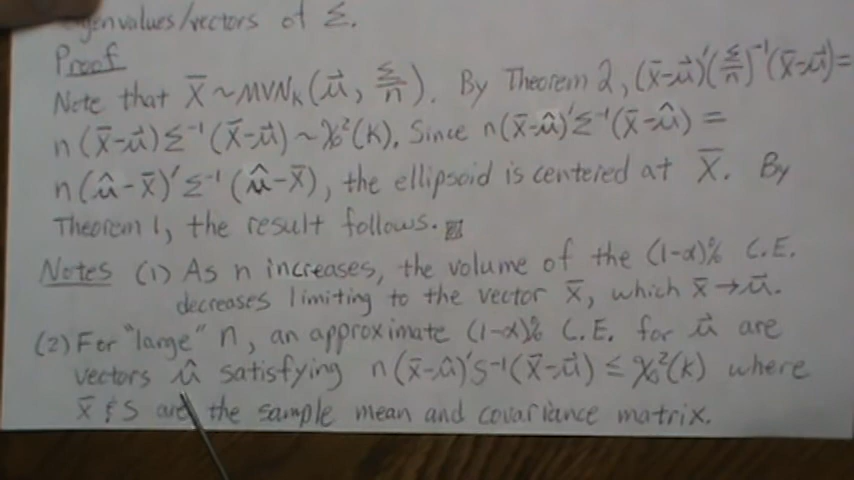 eigenvalues/vectors of Σ.
Proof
Note that X̄ ~ MVN_K(μ⃗, Σ/n). By Theorem 2, (x̄-μ⃗)'(Σ/n)⁻¹(x̄-μ⃗) =
n(x̄-μ⃗)Σ⁻¹(x̄-μ⃗) ~ χ²(K). Since n(x̄-μ̂)'Σ⁻¹(x̄-μ̂) =
n(μ̂-x̄)'Σ⁻¹(μ̂-x̄), the ellipsoid is centered at X̄. By
Theorem 1, the result follows.
Notes (1) As n increases, the volume of the (1-α)% C.E.
decreases limiting to the vector x̄, which x̄→μ⃗.
(2) For "large" n, an approximate (1-α)% C.E. for μ⃗ are
vectors μ̂ satisfying n(x̄-μ̂)'S⁻¹(x̄-μ⃗) ≤ χ²(K) where
x̄ & S are the sample mean and covariance matrix.